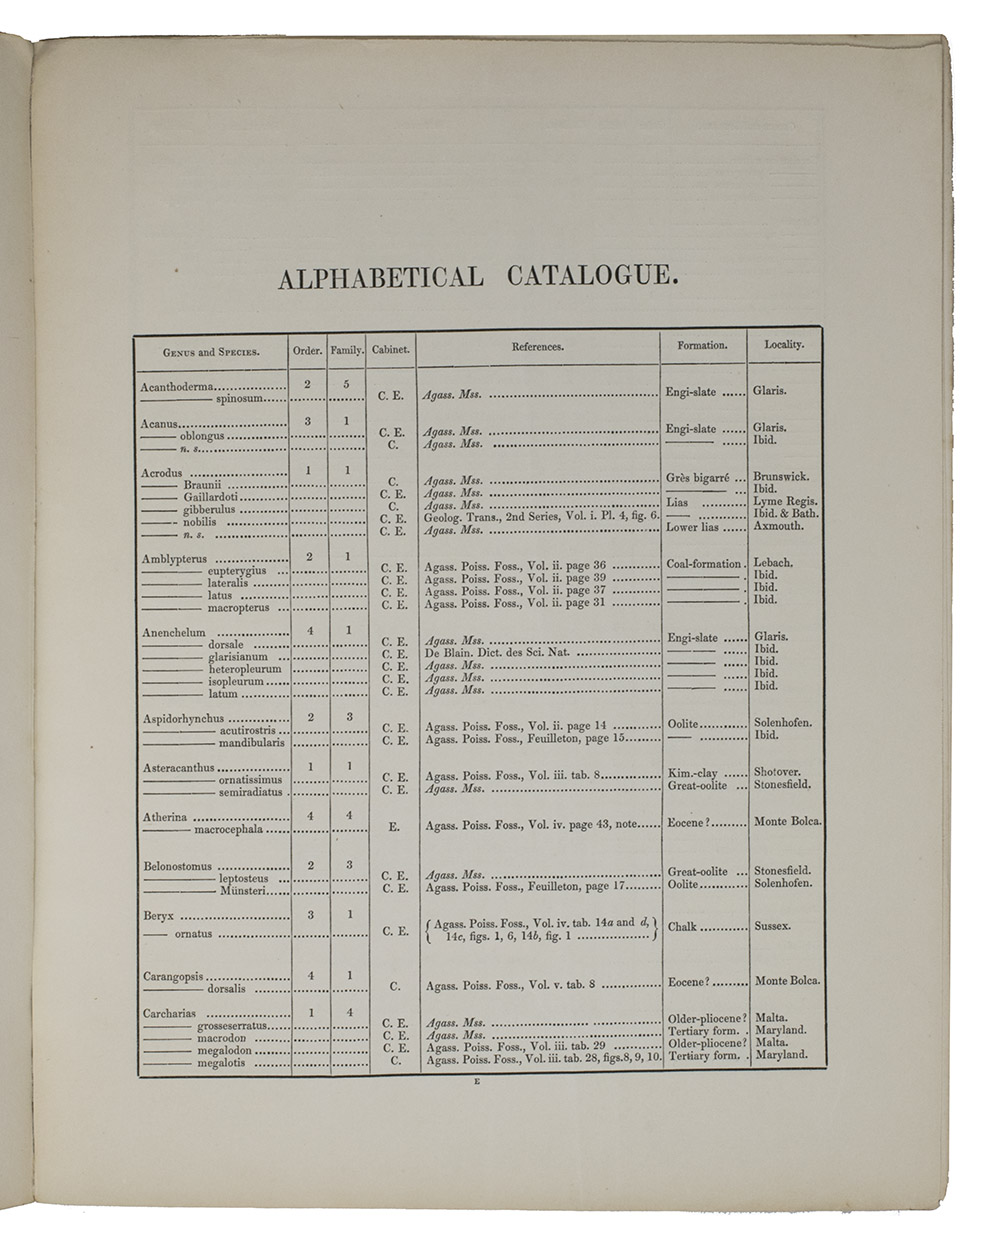 ALPHABETICAL CATALOGUE.
GENUS and SPECIES. Order. Family. Cabinet. References. Formation. Locality.
Acanthoderma.................. 2 5
——— spinosum...... ......... ......... C. E. Agass. Mss. .......................................... Engi-slate ...... Glaris.
Acanus........................... 3 1
——— oblongus ............... ......... ......... C. E. Agass. Mss. .......................................... Engi-slate ...... Glaris.
——— n. s...................... ......... ......... C. Agass. Mss. .......................................... ——— ...... Ibid.
Acrodus ........................ 1 1
——— Braunii ............... ......... ......... C. Agass. Mss. .......................................... Grès bigarré ... Brunswick.
——— Gaillardoti............ ......... ......... C. E. Agass. Mss. .......................................... ——— ... Ibid.
——— gibberulus ............ ......... ......... C. Agass. Mss. .......................................... Lias ........... Lyme Regis.
——— nobilis ............... ......... ......... C. E. Geolog. Trans., 2nd Series, Vol. i. Pl. 4, fig. 6. — ............ Ibid. & Bath.
——— n. s. .................. ......... ......... C. E. Agass. Mss. .......................................... Lower lias ...... Axmouth.
Amblypterus .................. 2 1
——— eupterygius ... ......... ......... C. E. Agass. Poiss. Foss., Vol. ii. page 36 ............ Coal-formation . Lebach.
——— lateralis ......... ......... ......... C. E. Agass. Poiss. Foss., Vol. ii. page 39 ............ ——— . Ibid.
——— latus ............... ......... ......... C. E. Agass. Poiss. Foss., Vol. ii. page 37 ............ ——— . Ibid.
——— macropterus ... ......... ......... C. E. Agass. Poiss. Foss., Vol. ii. page 31 ............ ——— . Ibid.
Anenchelum .................. 4 1
——— dorsale ......... ......... ......... C. E. Agass. Mss. .......................................... Engi-slate ...... Glaris.
——— glarisianum ... ......... ......... C. E. De Blain. Dict. des Sci. Nat. ..................... ——— ...... Ibid.
——— heteropleurum ......... ......... C. E. Agass. Mss. .......................................... ——— ...... Ibid.
——— isopleurum...... ......... ......... C. E. Agass. Mss. .......................................... ——— ...... Ibid.
——— latum ............ ......... ......... C. E. Agass. Mss. .......................................... ——— ...... Ibid.
Aspidorhynchus ............... 2 3
——— acutirostris ... ......... ......... C. E. Agass. Poiss. Foss., Vol. ii. page 14 ............ Oolite............ Solenhofen.
——— mandibularis ......... ......... C. E. Agass. Poiss. Foss., Feuilleton, page 15......... — ............ Ibid.
Asteracanthus .................. 1 1
——— ornatissimus ......... ......... C. E. Agass. Poiss. Foss., Vol. iii. tab. 8............... Kim.-clay ...... Shotover.
——— semiradiatus . ......... ......... C. E. Agass. Mss. .......................................... Great-oolite ... Stonesfield.
Atherina ........................ 4 4
——— macrocephala ...... ......... ......... E. Agass. Poiss. Foss., Vol. iv. page 43, note...... Eocene ?......... Monte Bolca.
Belonostomus .................. 2 3
——— leptosteus ... ......... ......... C. E. Agass. Mss. .......................................... Great-oolite ... Stonesfield.
——— Münsteri...... ......... ......... C. E. Agass. Poiss. Foss., Feuilleton, page 17......... Oolite............ Solenhofen.
Beryx ........................... 3 1
—— ornatus .................. ......... ......... C. E. { Agass. Poiss. Foss., Vol. iv. tab. 14a and d, } Chalk ............ Sussex.
{ 14c, figs. 1, 6, 14b, fig. 1 .................. }
Carangopsis ..................... 4 1
——— dorsalis ......... ......... ......... C. Agass. Poiss. Foss., Vol. v. tab. 8 ............... Eocene ?......... Monte Bolca.
Carcharias ..................... 1 4
——— grosseserratus...... ......... ......... C. E. Agass. Mss. .......................................... Older-pliocene? Malta.
——— macrodon ......... ......... ......... C. E. Agass. Mss. .......................................... Tertiary form. . Maryland.
——— megalodon ......... ......... ......... C. E. Agass. Poiss. Foss., Vol. iii. tab. 29 ............ Older-pliocene? Malta.
——— megalotis ......... ......... ......... C. Agass. Poiss. Foss., Vol. iii. tab. 28, figs.8, 9, 10. Tertiary form. . Maryland.
E